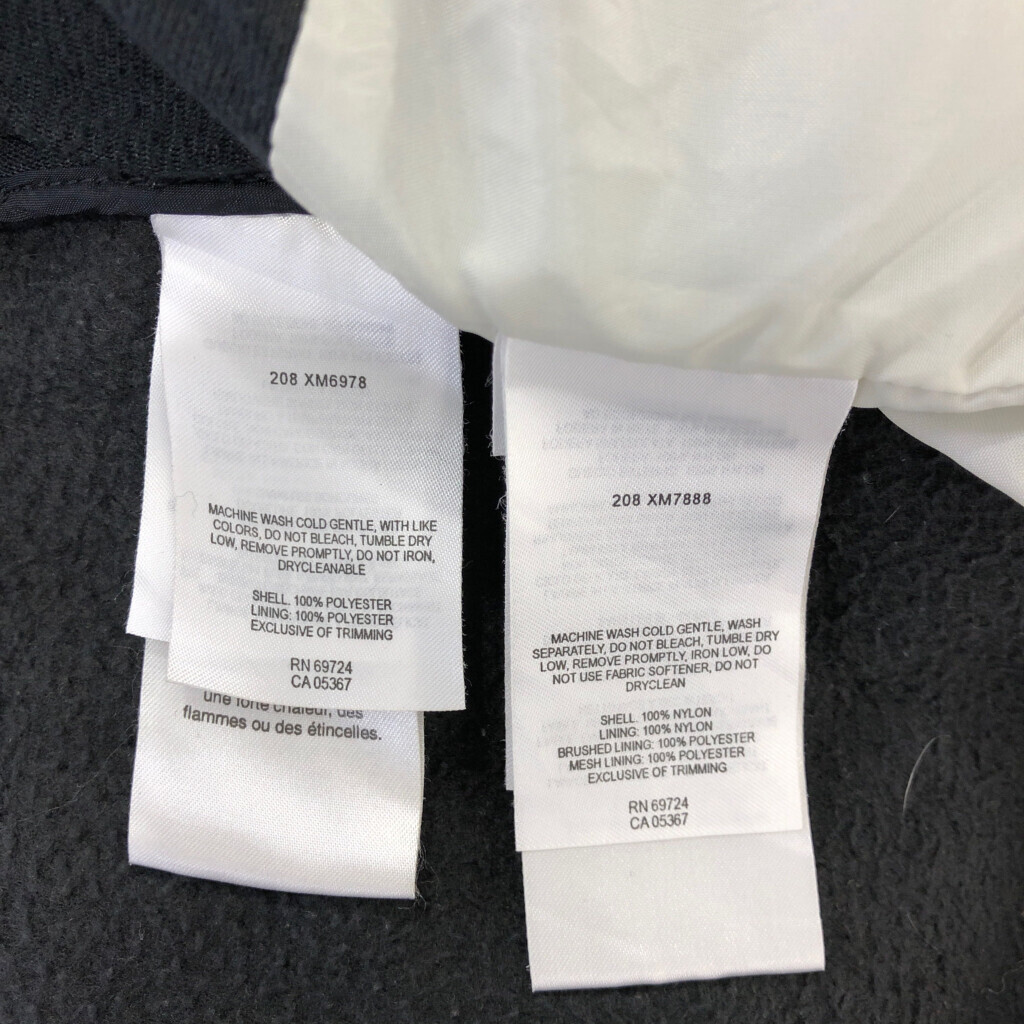 208 XM6978
MACHINE WASH COLD GENTLE, WITH LIKE
COLORS, DO NOT BLEACH, TUMBLE DRY
LOW, REMOVE PROMPTLY, DO NOT IRON,
DRYCLEANABLE
SHELL. 100% POLYESTER
LINING: 100% POLYESTER
EXCLUSIVE OF TRIMMING
RN 69724
CA 05367
une forte chaleur, des
flammes ou des étincelles.
208 XM7888
MACHINE WASH COLD GENTLE, WASH
SEPARATELY, DO NOT BLEACH, TUMBLE DRY
LOW, REMOVE PROMPTLY, IRON LOW, DO
NOT USE FABRIC SOFTENER, DO NOT
DRYCLEAN
SHELL. 100% NYLON
LINING: 100% NYLON
BRUSHED LINING: 100% POLYESTER
MESH LINING: 100% POLYESTER
EXCLUSIVE OF TRIMMING
RN 69724
CA 05367